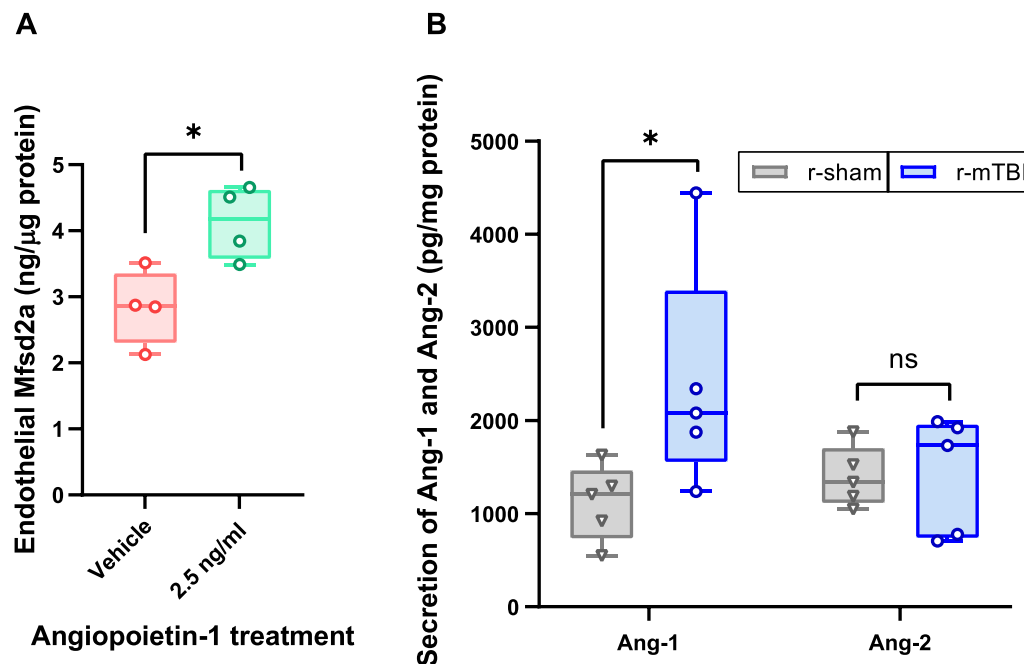 A
B
Endothelial Mfsd2a (ng/μg protein)
5
4
3
2
1
0
*
Vehicle
2.5 ng/ml
Angiopoietin-1 treatment
Secretion of Ang-1 and Ang-2 (pg/mg protein)
5000
4000
3000
2000
1000
0
*
ns
r-sham
r-mTBI
Ang-1
Ang-2